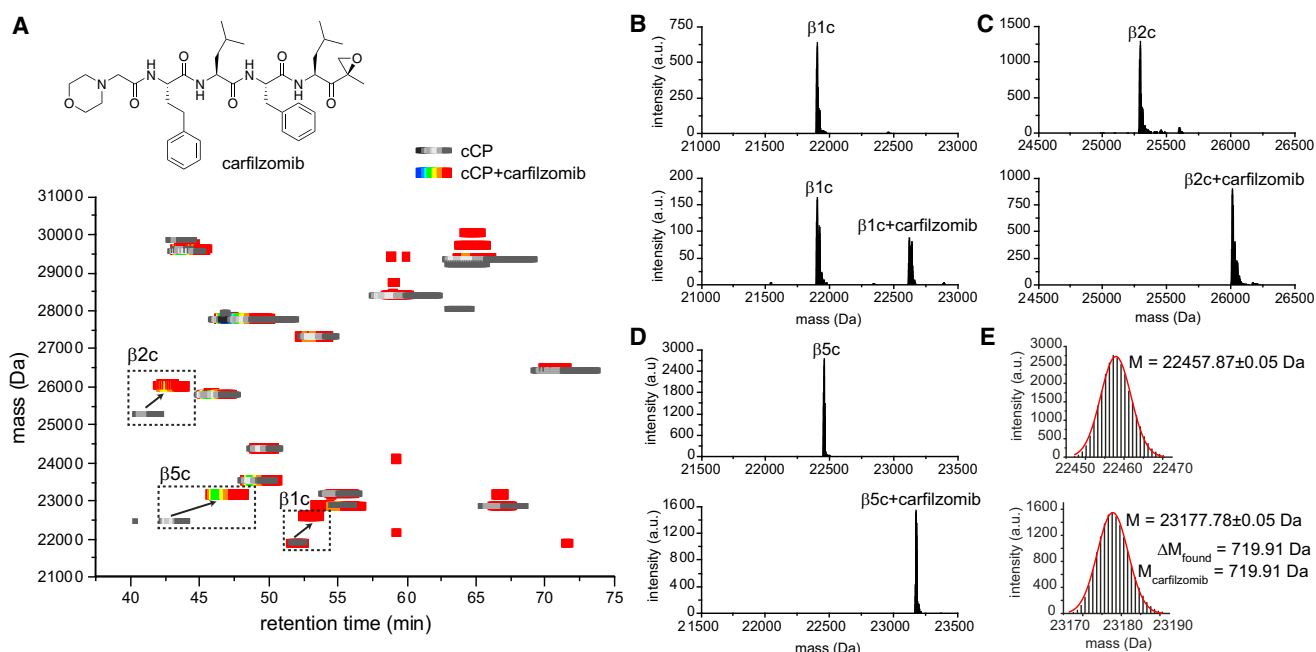 A
O
N
O
H
N
O
N
H
O
H
N
O
N
H
O
O
carfilzomib
cCP
cCP+carfilzomib
31000
30000
29000
28000
27000
26000
25000
24000
23000
22000
21000
mass (Da)
β2c
β5c
β1c
40 45 50 55 60 65 70 75
retention time (min)
B
750
500
250
0
intensity (a.u.)
β1c
21000 21500 22000 22500 23000
200
150
100
50
0
intensity (a.u.)
β1c
β1c+carfilzomib
21000 21500 22000 22500 23000
mass (Da)
C
1500
1000
500
0
β2c
24500 25000 25500 26000 26500
1000
750
500
250
0
β2c+carfilzomib
24500 25000 25500 26000 26500
mass (Da)
D
3000
2400
1800
1200
600
0
intensity (a.u)
β5c
21500 22000 22500 23000 23500
1600
1200
800
400
0
intensity (a.u.)
β5c+carfilzomib
21500 22000 22500 23000 23500
mass (Da)
E
3000
2500
2000
1500
1000
500
0
intensity (a.u.)
M = 22457.87±0.05 Da
22450 22460 22470
1600
1200
800
400
0
intensity (a.u.)
M = 23177.78±0.05 Da
ΔMfound = 719.91 Da
Mcarfilzomib = 719.91 Da
23170 23180 23190
mass (Da)